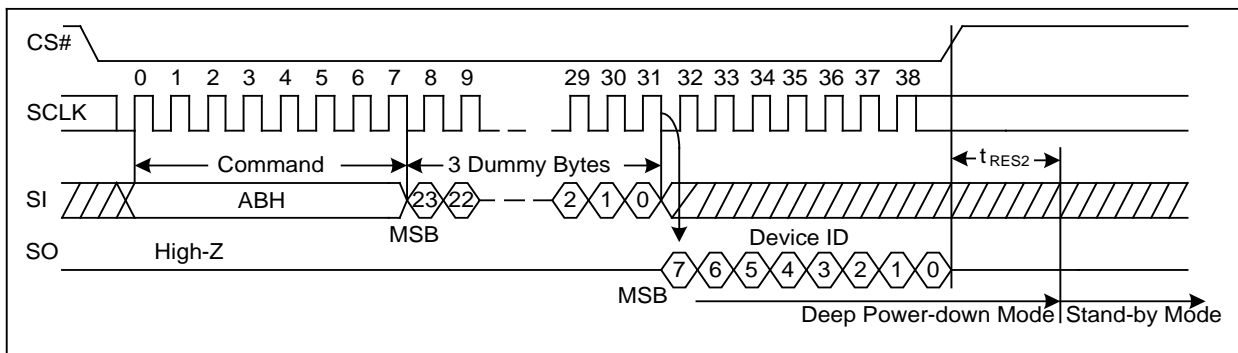 CS#
0 1 2 3 4 5 6 7 8 9 29 30 31 32 33 34 35 36 37 38
SCLK
Command 3 Dummy Bytes tRES2
SI ABH 23 22 2 1 0
MSB Device ID
SO High-Z
7 6 5 4 3 2 1 0
MSB
Deep Power-down Mode Stand-by Mode